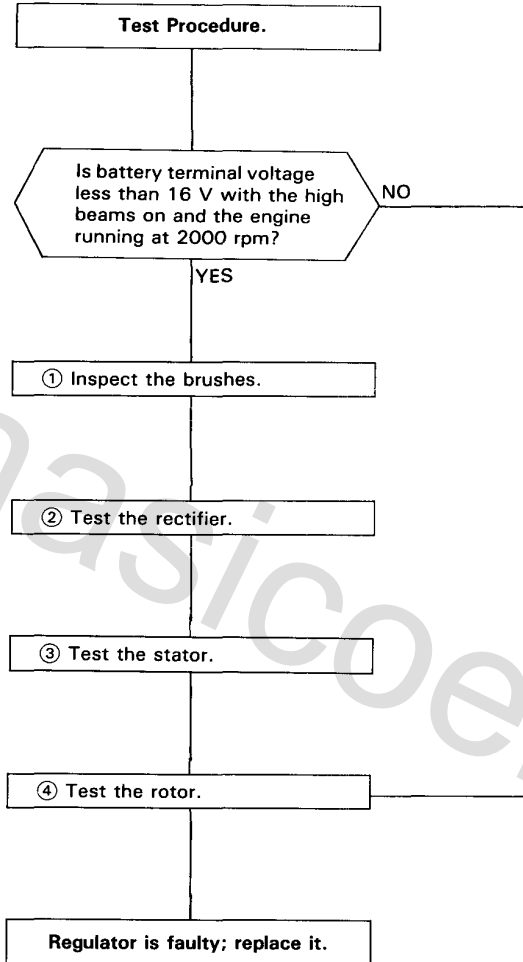 Test Procedure.
Is battery terminal voltage
less than 16 V with the high
beams on and the engine
running at 2000 rpm?
NO
YES
① Inspect the brushes.
② Test the rectifier.
③ Test the stator.
④ Test the rotor.
Regulator is faulty; replace it.